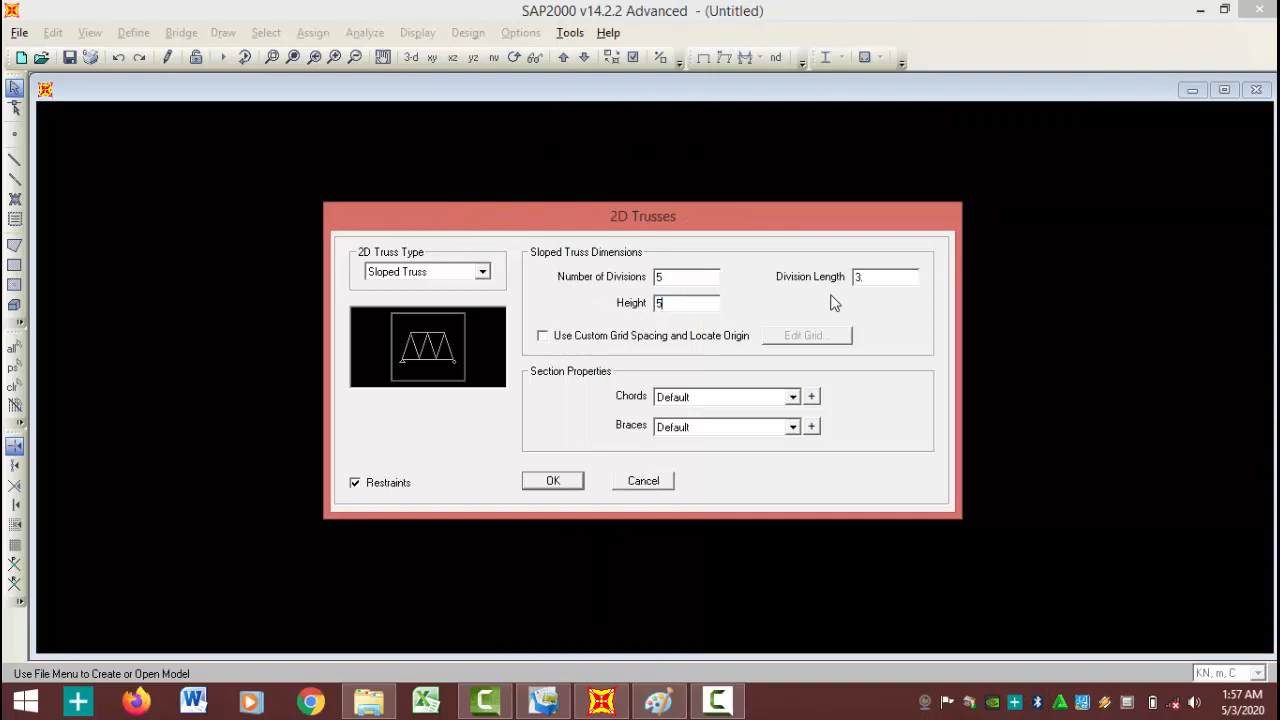 SAP2000 v14.2.2 Advanced - (Untitled)
File Edit View Define Bridge Draw Select Assign Analyze Display Design Options Tools Help
3-d xy xz yz nv nd
all
ps
clr
2D Trusses
2D Truss Type
Sloped Truss
Sloped Truss Dimensions
Number of Divisions 5 Division Length 3.
Height 5
Use Custom Grid Spacing and Locate Origin Edit Grid...
Section Properties
Chords Default +
Braces Default +
Restraints
OK Cancel
Use File Menu to Create or Open Model
KN, m, C
1:57 AM
5/3/2020